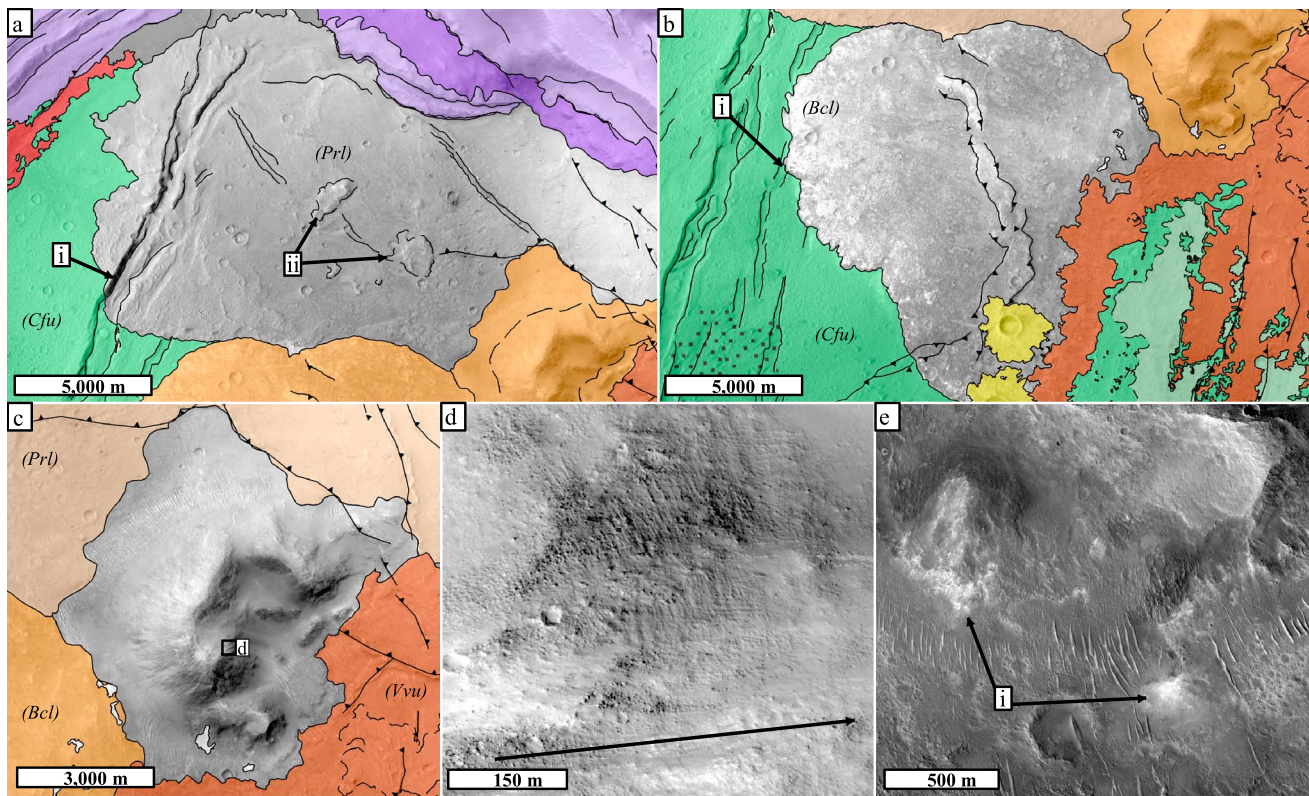 a
(Prl)
i
ii
(Cfu)
5,000 m
b
i
(Bcl)
(Cfu)
5,000 m
c
(Prl)
d
(Vvu)
(Bcl)
3,000 m
d
150 m
e
i
500 m